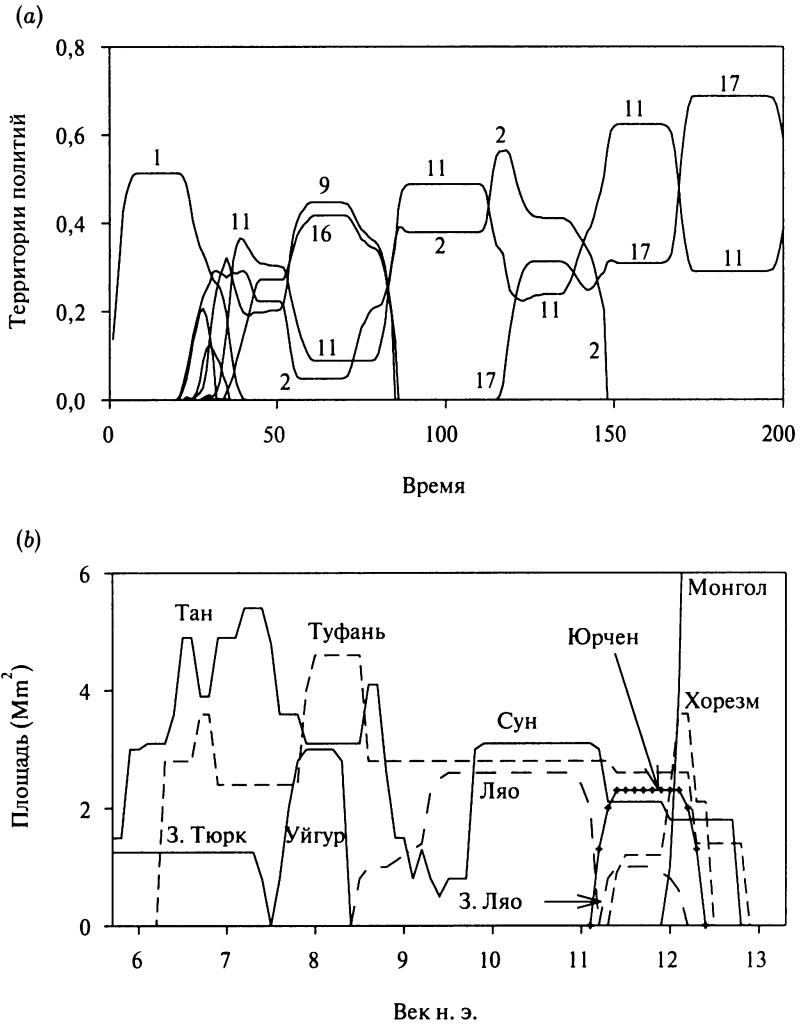 (a)
Территории политий
0,8
0,6
0,4
0,2
0,0
1
11
9
16
11
2
11
2
2
17
11
2
11
17
17
11
0
50
100
150
200
Время
(b)
Площадь (Mm²)
6
4
2
0
Тан
Туфань
Монгол
Юрчен
Хорезм
Сун
Ляо
З. Тюрк
Уйгур
З. Ляо
6
7
8
9
10
11
12
13
Век н. э.